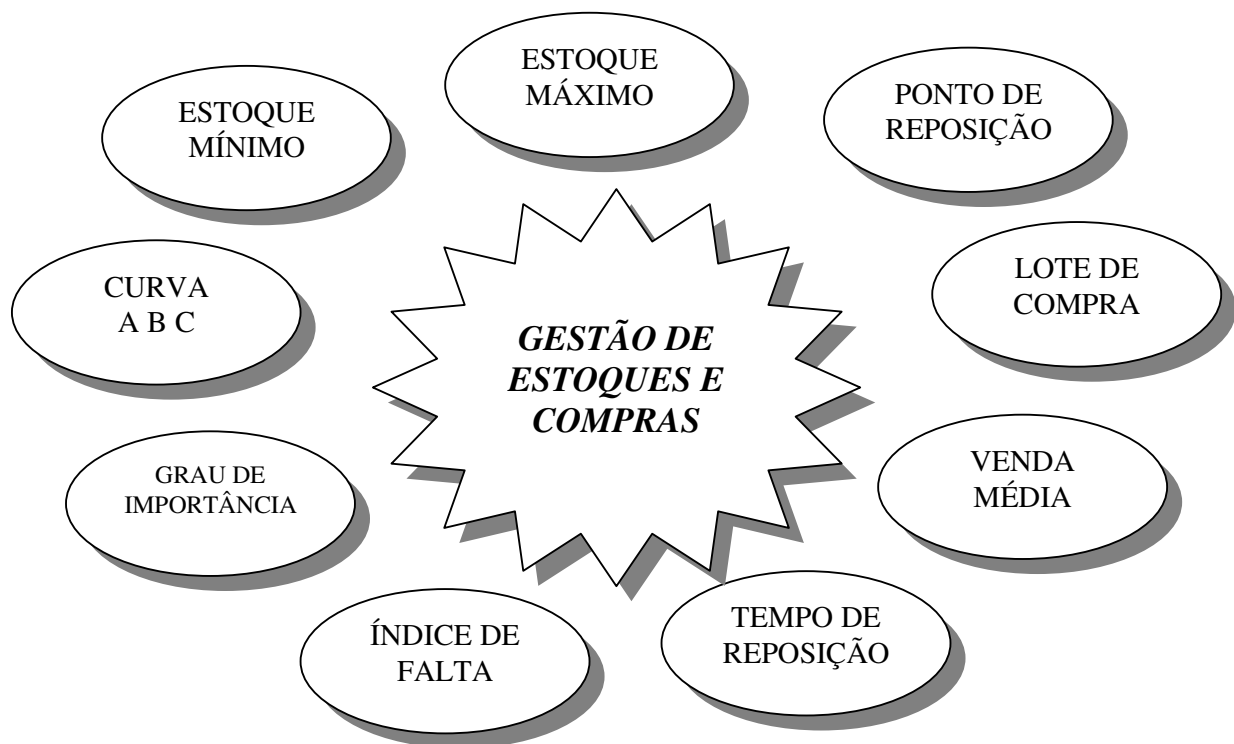 ESTOQUE
MÁXIMO
ESTOQUE
MÍNIMO
PONTO DE
REPOSIÇÃO
CURVA
A B C
LOTE DE
COMPRA
GESTÃO DE
ESTOQUES E
COMPRAS
GRAU DE
IMPORTÂNCIA
VENDA
MÉDIA
ÍNDICE DE
FALTA
TEMPO DE
REPOSIÇÃO